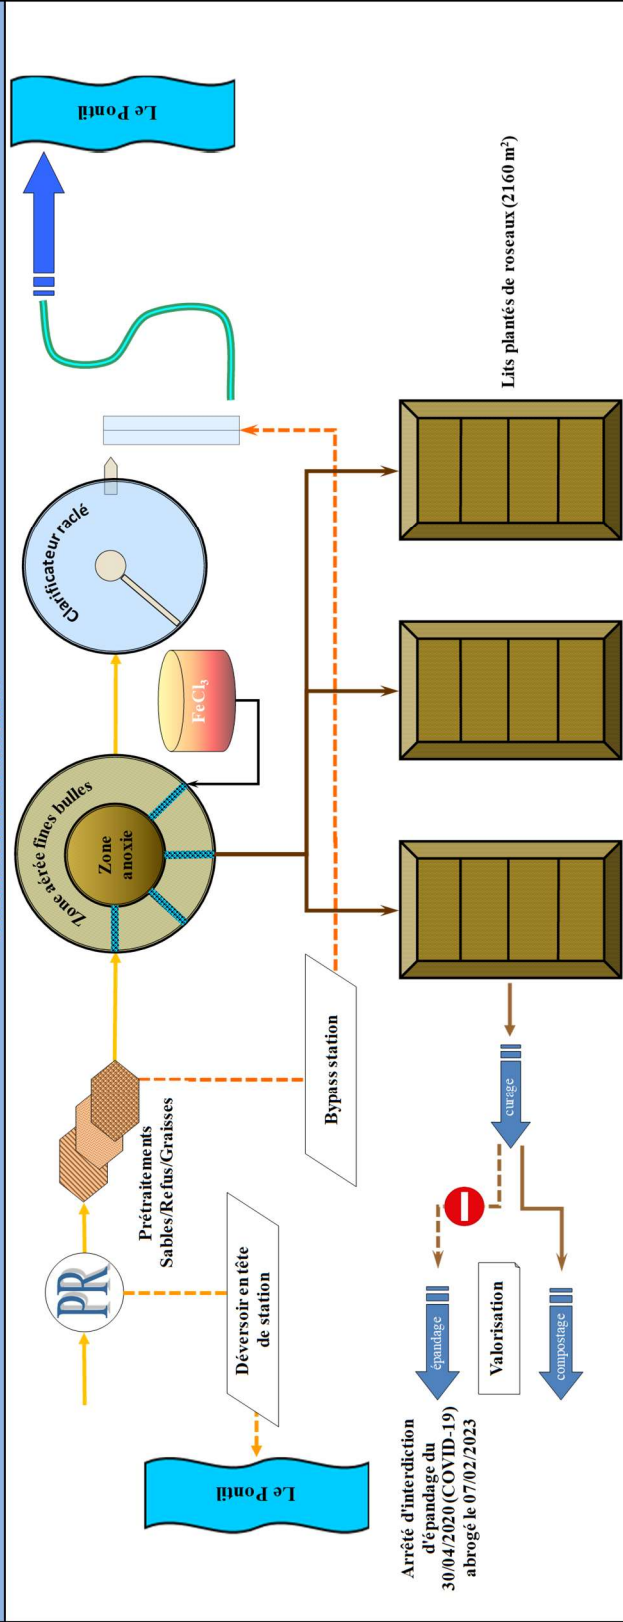 Le Pontil
Clarificateur raclé
FeCl₃
Zone aérée fines bulles
Zone
anoxie
PR
Prétraitements
Sables/Refus/Graisses
Bypass station
Déversoir en tête
de station
Le Pontil
Lits plantés de roseaux (2160 m²)
curage
épandage
Valorisation
compostage
Arrêté d'interdiction
d'épandage du
30/04/2020 (COVID-19)
abrogé le 07/02/2023